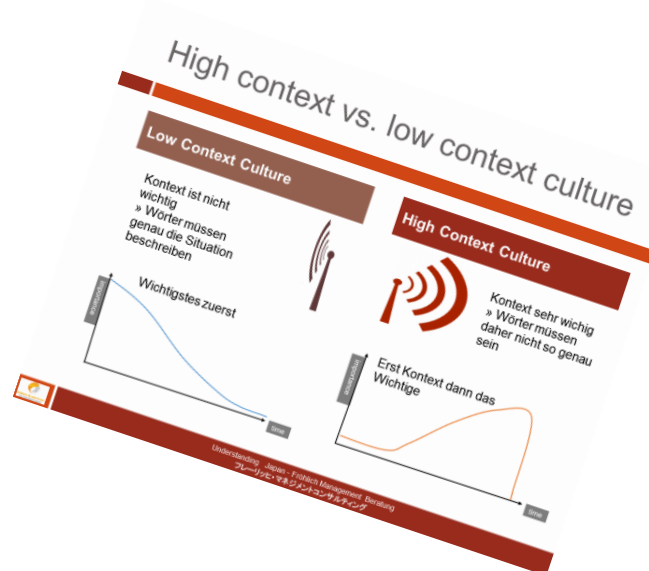 High context vs. low context culture
Low Context Culture
Kontext ist nicht
wichtig
» Wörter müssen
genau die Situation
beschreiben
Wichtigstes zuerst
importance
time
High Context Culture
Kontext sehr wichig
» Wörter müssen
daher nicht so genau
sein
Erst Kontext dann das
Wichtige
importance
time
Understanding Japan - Fröhlich Management Beratung
フレーリッヒ・マネジメントコンサルティング